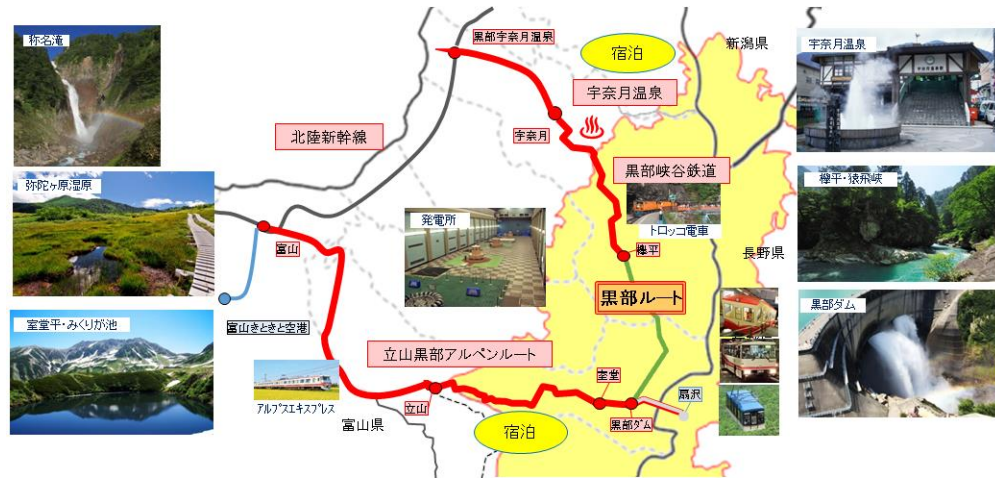 称名滝
弥陀ヶ原湿原
室堂平・みくりが池
黒部宇奈月温泉
宿泊
新潟県
宇奈月温泉
北陸新幹線
宇奈月
黒部峡谷鉄道
発電所
トロッコ電車
富山
欅平
長野県
黒部ルート
富山きときと空港
立山黒部アルペンルート
アルプスエキスプレス
立山
室堂
扇沢
黒部ダム
富山県
宿泊
宇奈月温泉
欅平・猿飛峡
黒部ダム